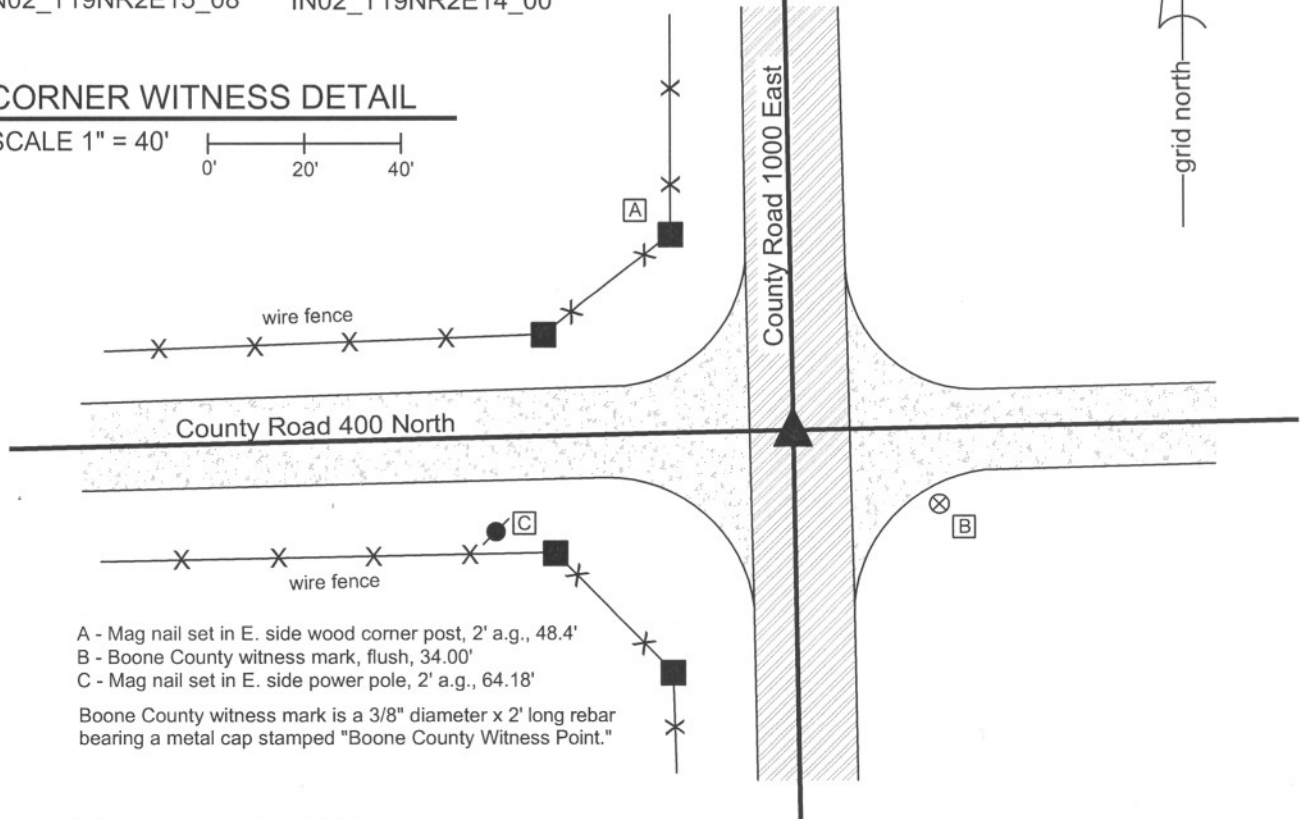 IN02_T19NR2E14_00
CORNER WITNESS DETAIL
SCALE 1" = 40'
0' 20' 40'
grid north
County Road 1000 East
A
wire fence
County Road 400 North
C
B
wire fence
A - Mag nail set in E. side wood corner post, 2' a.g., 48.4'
B - Boone County witness mark, flush, 34.00'
C - Mag nail set in E. side power pole, 2' a.g., 64.18'
Boone County witness mark is a 3/8" diameter x 2' long rebar
bearing a metal cap stamped "Boone County Witness Point."